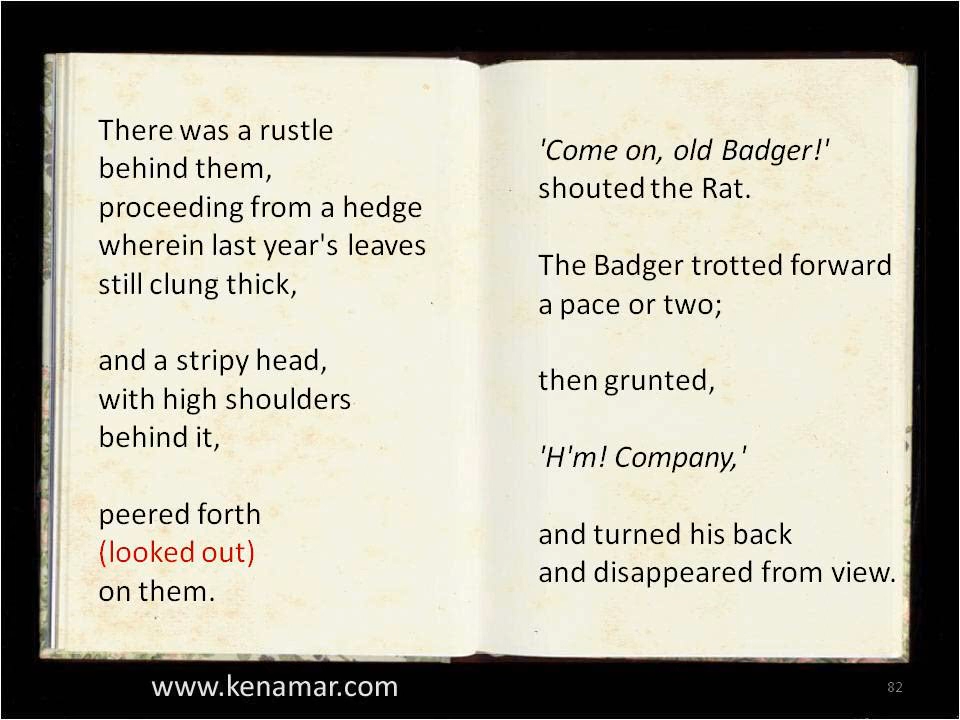 There was a rustle
behind them,
proceeding from a hedge
wherein last year's leaves
still clung thick,
and a stripy head,
with high shoulders
behind it,
peered forth
(looked out)
on them.
'Come on, old Badger!'
shouted the Rat.
The Badger trotted forward
a pace or two;
then grunted,
'H'm! Company,'
and turned his back
and disappeared from view.
www.kenamar.com
82